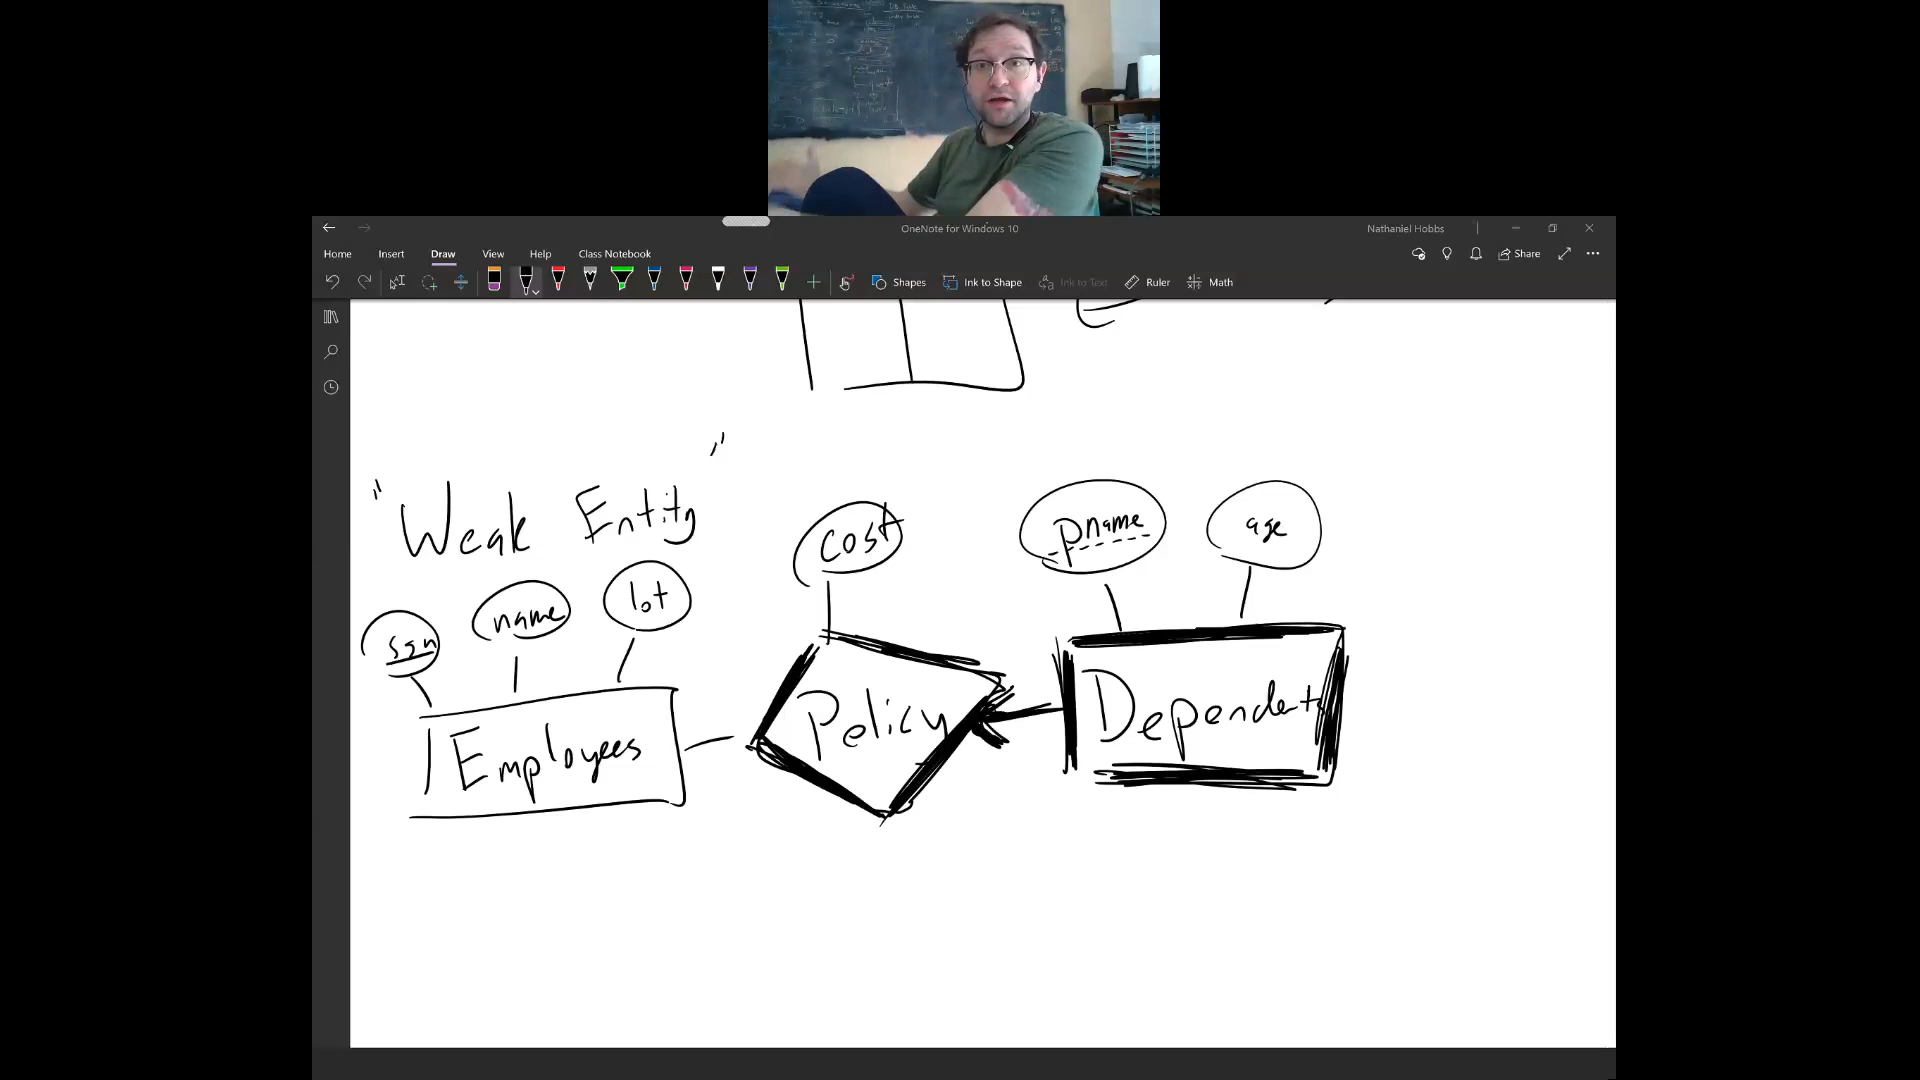 OneNote for Windows 10
Nathaniel Hobbs
Home Insert Draw View Help Class Notebook
Share
Shapes Ink to Shape Ink to Text Ruler Math
"Weak Entity"
cost
pname
age
ssn
name
lot
Employees
Policy
Dependents